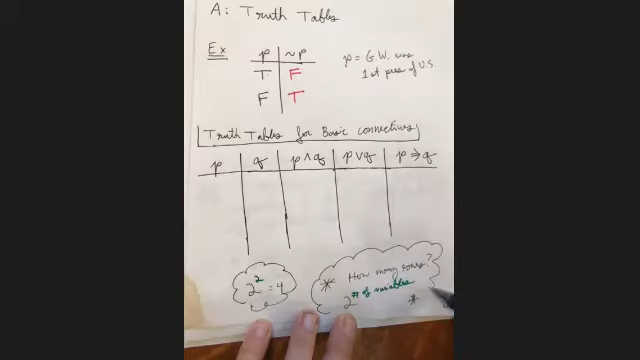 A: Truth Tables
Ex
p ~p
T F
F T
p = G.W. was
1st pres of U.S.
Truth Tables for Basic connectives
p q p ∧ q p ∨ q p ⇒ q
2² = 4
* How many rows?
2^# of variables *